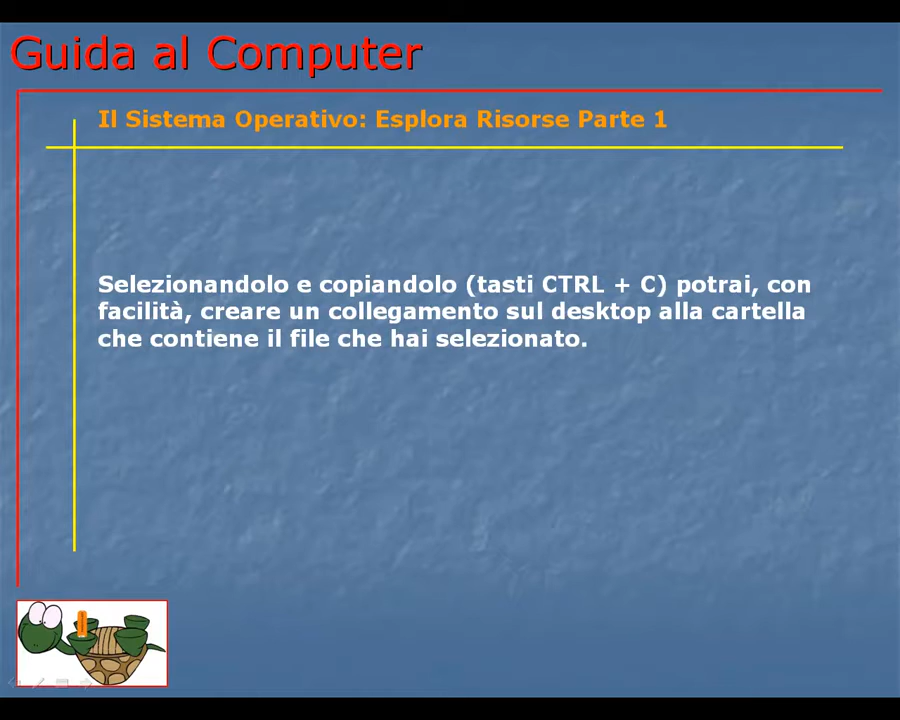 Guida al Computer
Il Sistema Operativo: Esplora Risorse Parte 1
Selezionandolo e copiandolo (tasti CTRL + C) potrai, con
facilità, creare un collegamento sul desktop alla cartella
che contiene il file che hai selezionato.